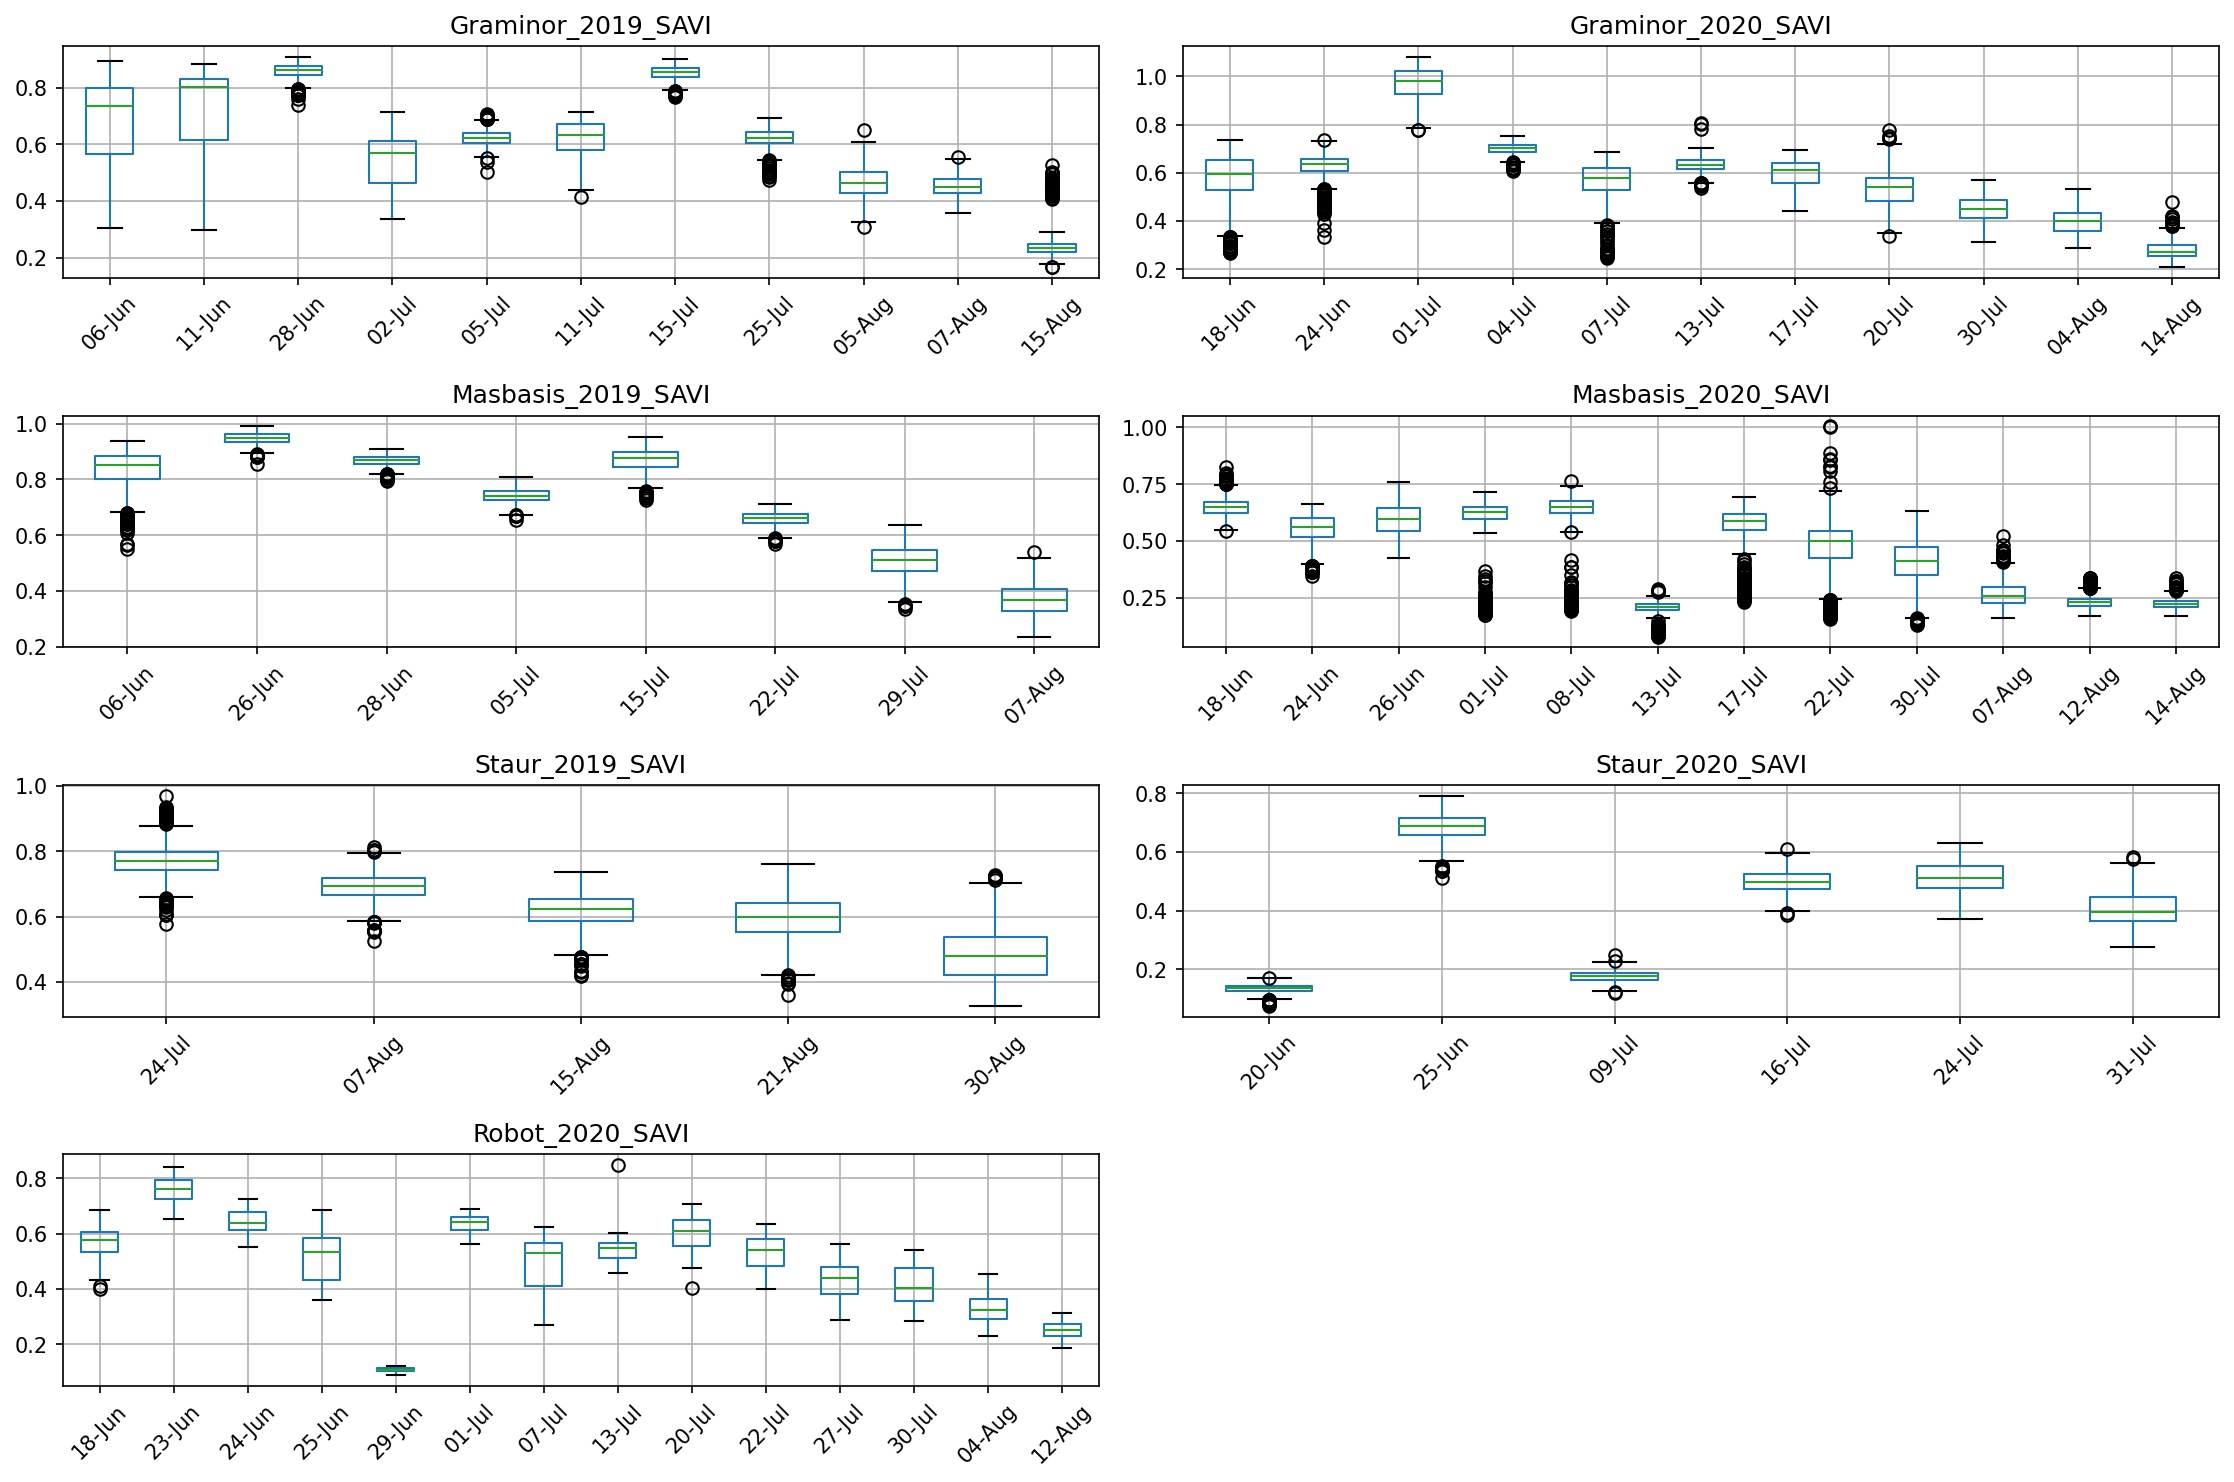 Graminor_2019_SAVI
0.8
0.6
0.4
0.2
06-Jun 11-Jun 28-Jun 02-Jul 05-Jul 11-Jul 15-Jul 25-Jul 05-Aug 07-Aug 15-Aug
Graminor_2020_SAVI
1.0
0.8
0.6
0.4
0.2
18-Jun 24-Jun 01-Jul 04-Jul 07-Jul 13-Jul 17-Jul 20-Jul 30-Jul 04-Aug 14-Aug
Masbasis_2019_SAVI
1.0
0.8
0.6
0.4
0.2
06-Jun 26-Jun 28-Jun 05-Jul 15-Jul 22-Jul 29-Jul 07-Aug
Masbasis_2020_SAVI
1.00
0.75
0.50
0.25
18-Jun 24-Jun 26-Jun 01-Jul 08-Jul 13-Jul 17-Jul 22-Jul 30-Jul 07-Aug 12-Aug 14-Aug
Staur_2019_SAVI
1.0
0.8
0.6
0.4
24-Jul 07-Aug 15-Aug 21-Aug 30-Aug
Staur_2020_SAVI
0.8
0.6
0.4
0.2
20-Jun 25-Jun 09-Jul 16-Jul 24-Jul 31-Jul
Robot_2020_SAVI
0.8
0.6
0.4
0.2
18-Jun 23-Jun 24-Jun 25-Jun 29-Jun 01-Jul 07-Jul 13-Jul 20-Jul 22-Jul 27-Jul 30-Jul 04-Aug 12-Aug